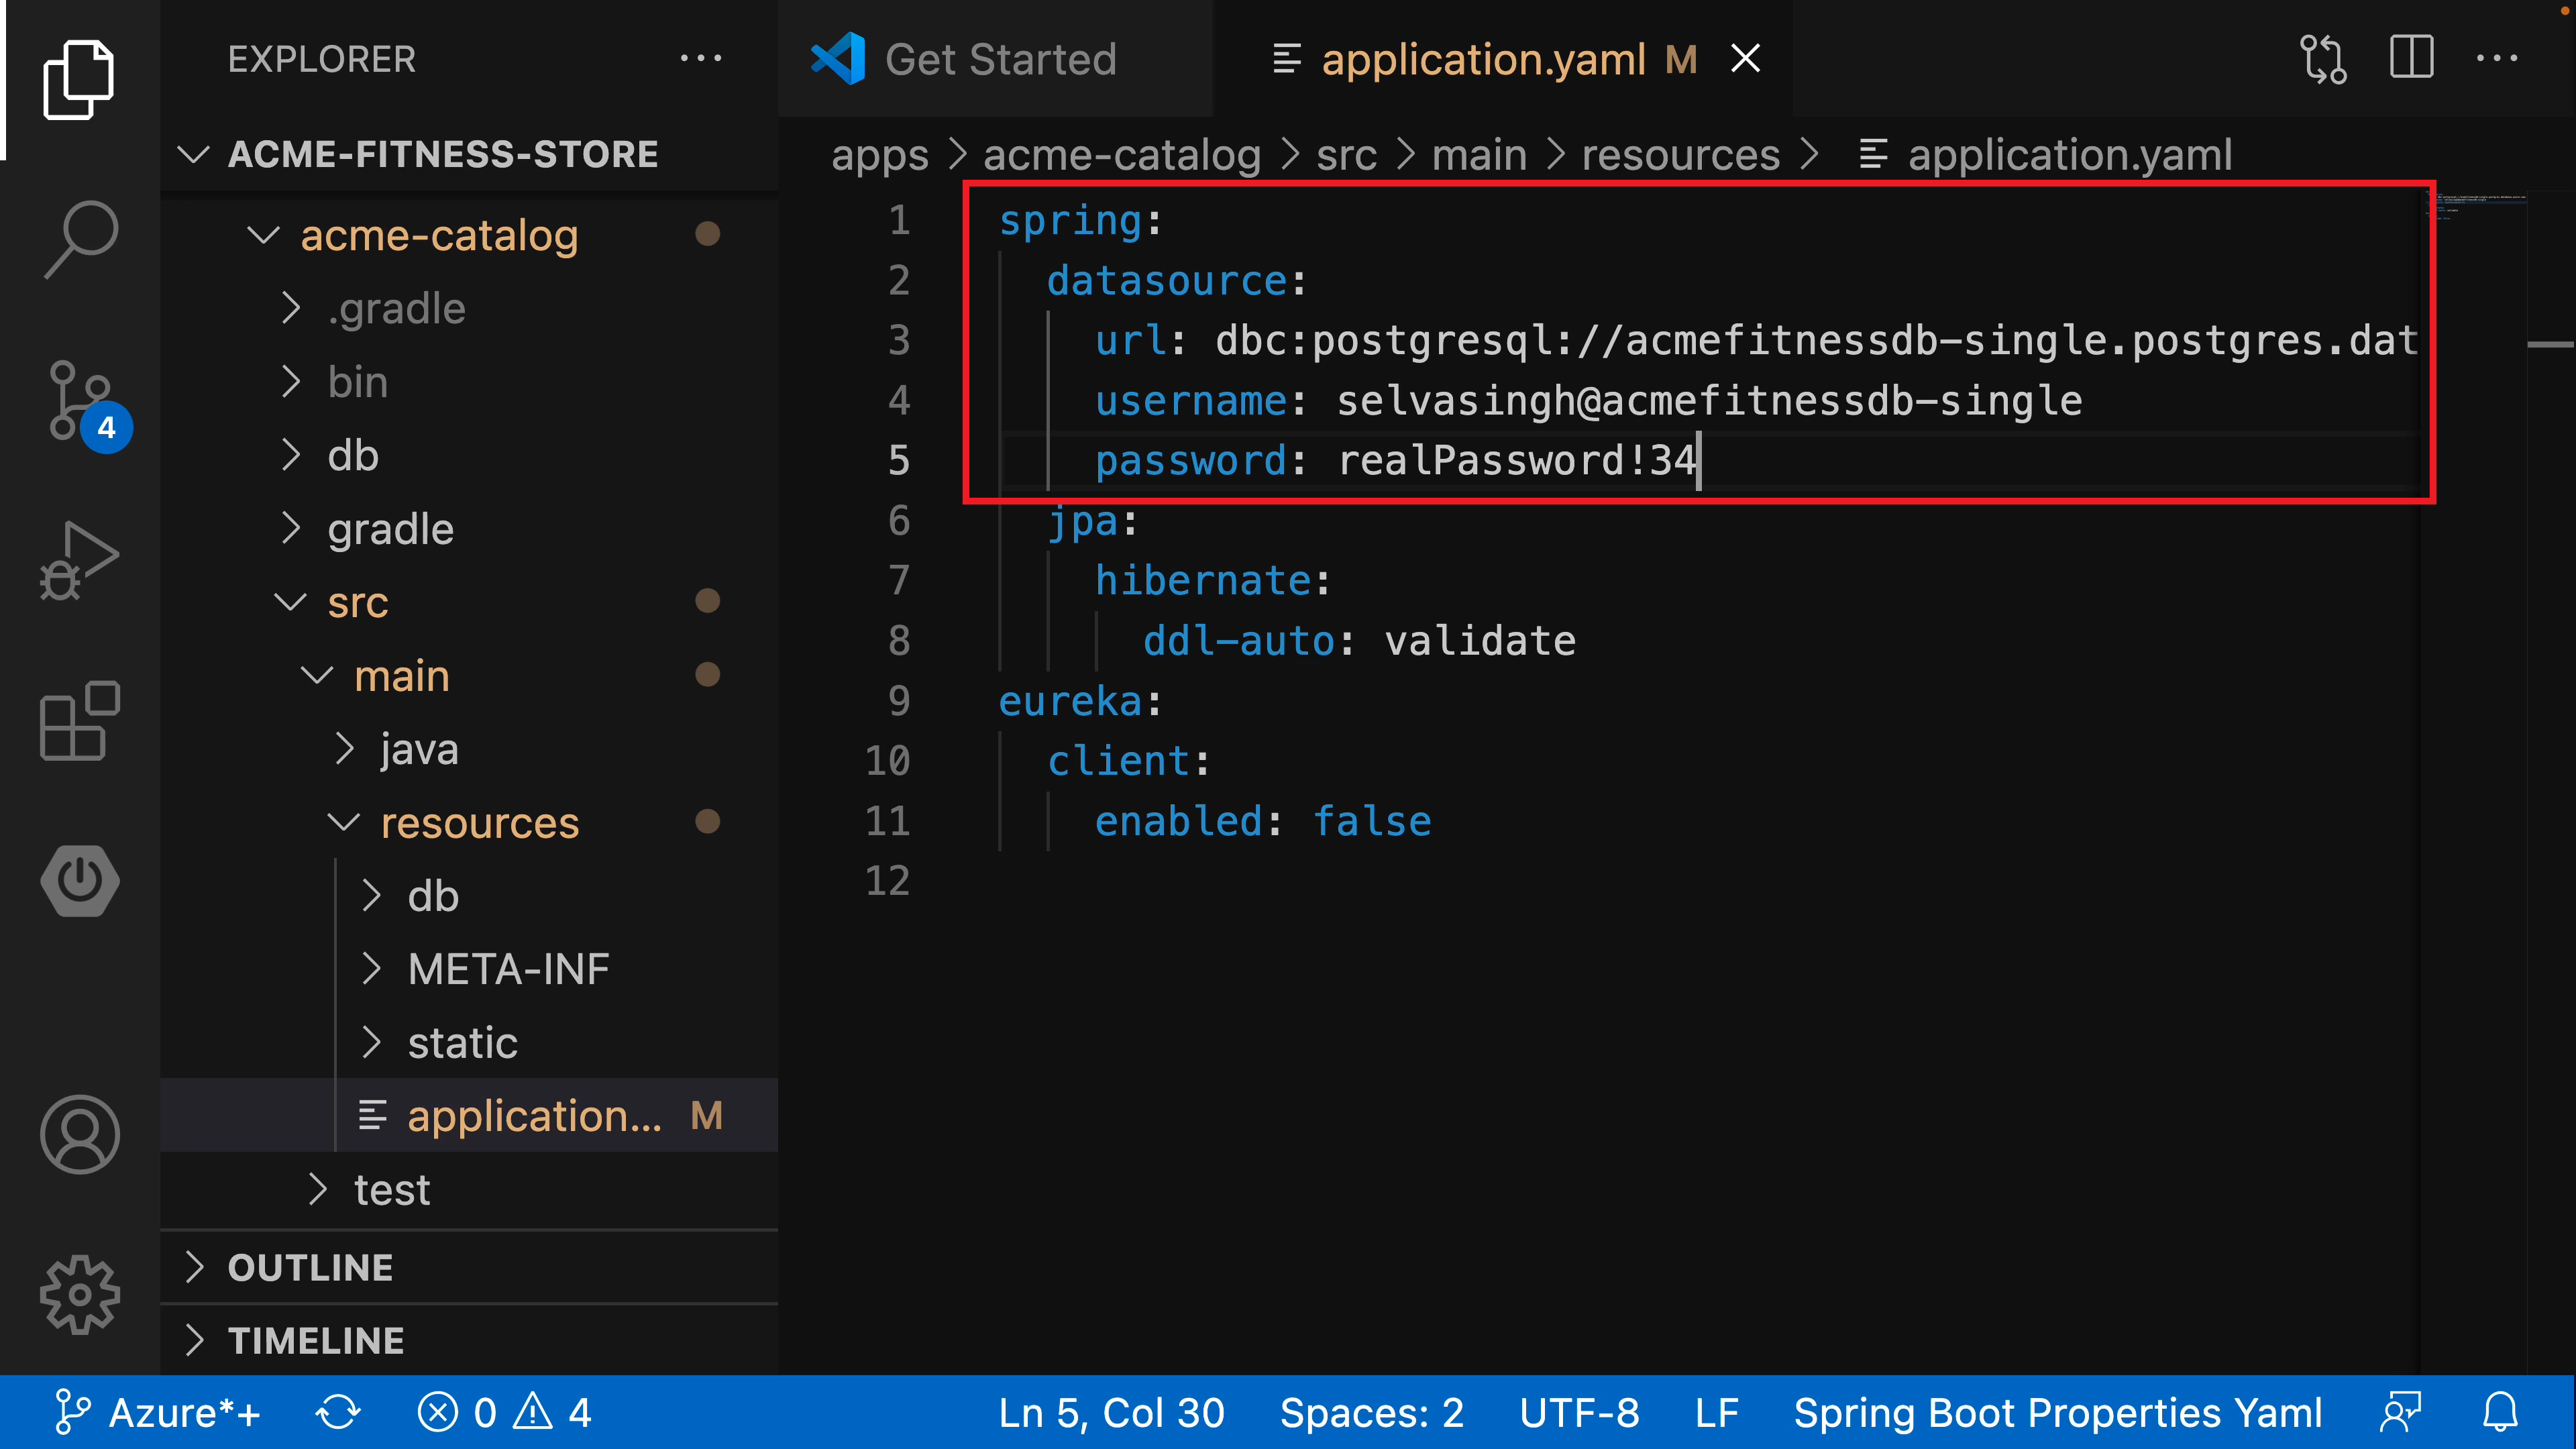 EXPLORER
ACME-FITNESS-STORE
acme-catalog
.gradle
bin
db
gradle
src
main
java
resources
db
META-INF
static
application... M
test
OUTLINE
TIMELINE
4
Get Started
application.yaml M
apps > acme-catalog > src > main > resources > application.yaml
1 spring:
2 datasource:
3 url: dbc:postgresql://acmefitnessdb-single.postgres.dat
4 username: selvasingh@acmefitnessdb-single
5 password: realPassword!34
6 jpa:
7 hibernate:
8 ddl-auto: validate
9 eureka:
10 client:
11 enabled: false
12
Azure*+ 0 4 Ln 5, Col 30 Spaces: 2 UTF-8 LF Spring Boot Properties Yaml